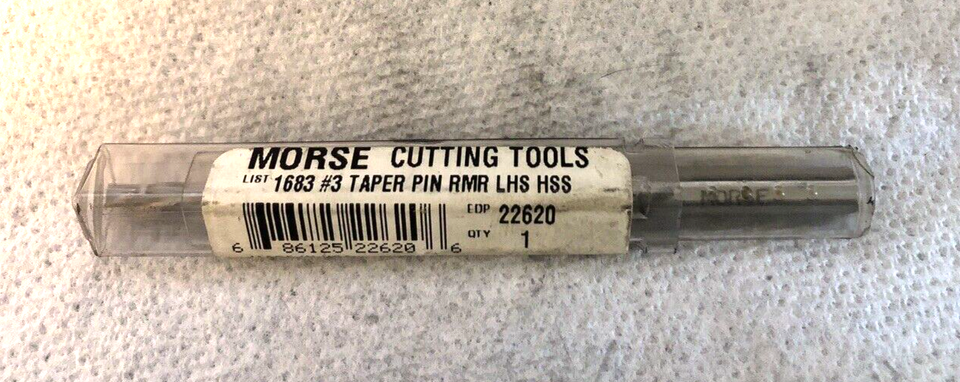 MORSE CUTTING TOOLS
LIST 1683 #3 TAPER PIN RMR LHS HSS
EDP 22620
QTY 1
6 86125 22620 6
MORSE